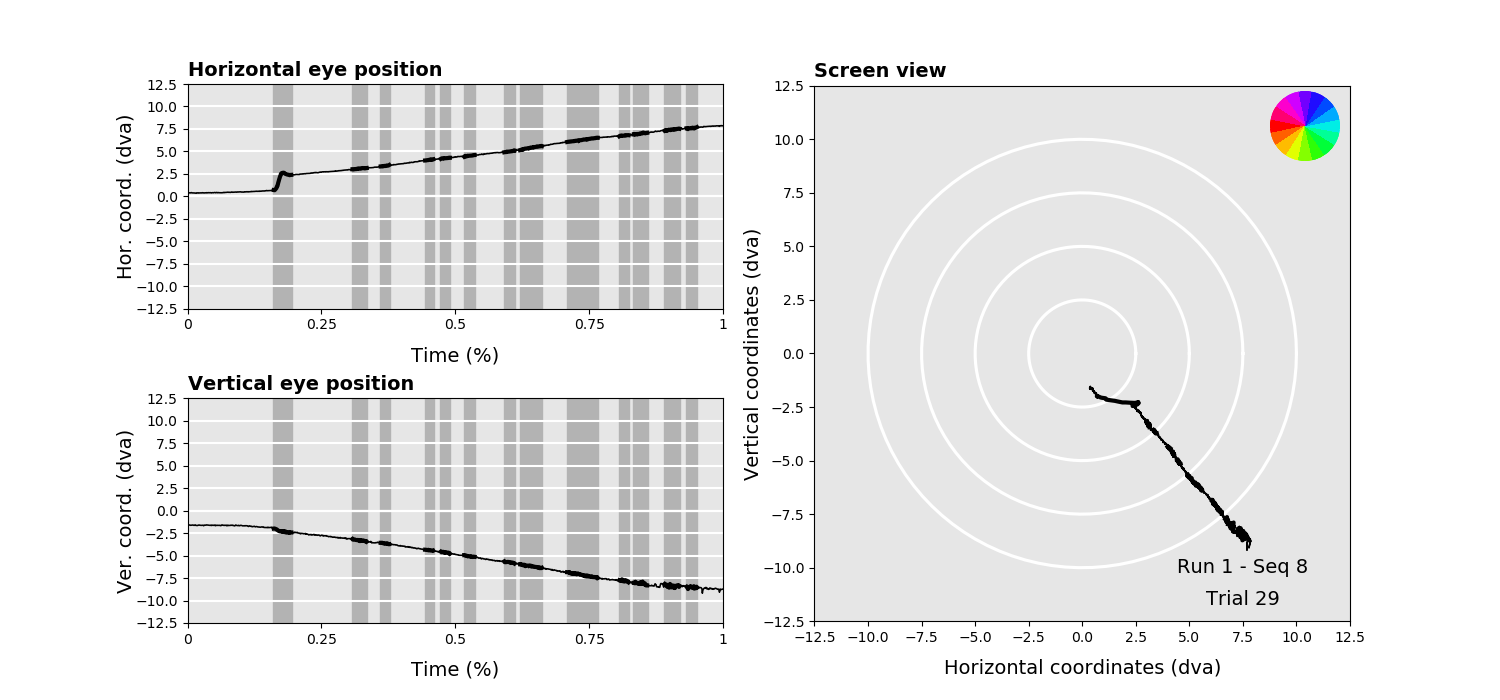 Horizontal eye position
12.5
10.0
7.5
5.0
2.5
0.0
−2.5
−5.0
−7.5
−10.0
−12.5
Hor. coord. (dva)
0 0.25 0.5 0.75 1
Time (%)
Vertical eye position
12.5
10.0
7.5
5.0
2.5
0.0
−2.5
−5.0
−7.5
−10.0
−12.5
Ver. coord. (dva)
0 0.25 0.5 0.75 1
Time (%)
Screen view
12.5
10.0
7.5
5.0
2.5
0.0
−2.5
−5.0
−7.5
−10.0
−12.5
Vertical coordinates (dva)
Run 1 - Seq 8
Trial 29
−12.5 −10.0 −7.5 −5.0 −2.5 0.0 2.5 5.0 7.5 10.0 12.5
Horizontal coordinates (dva)